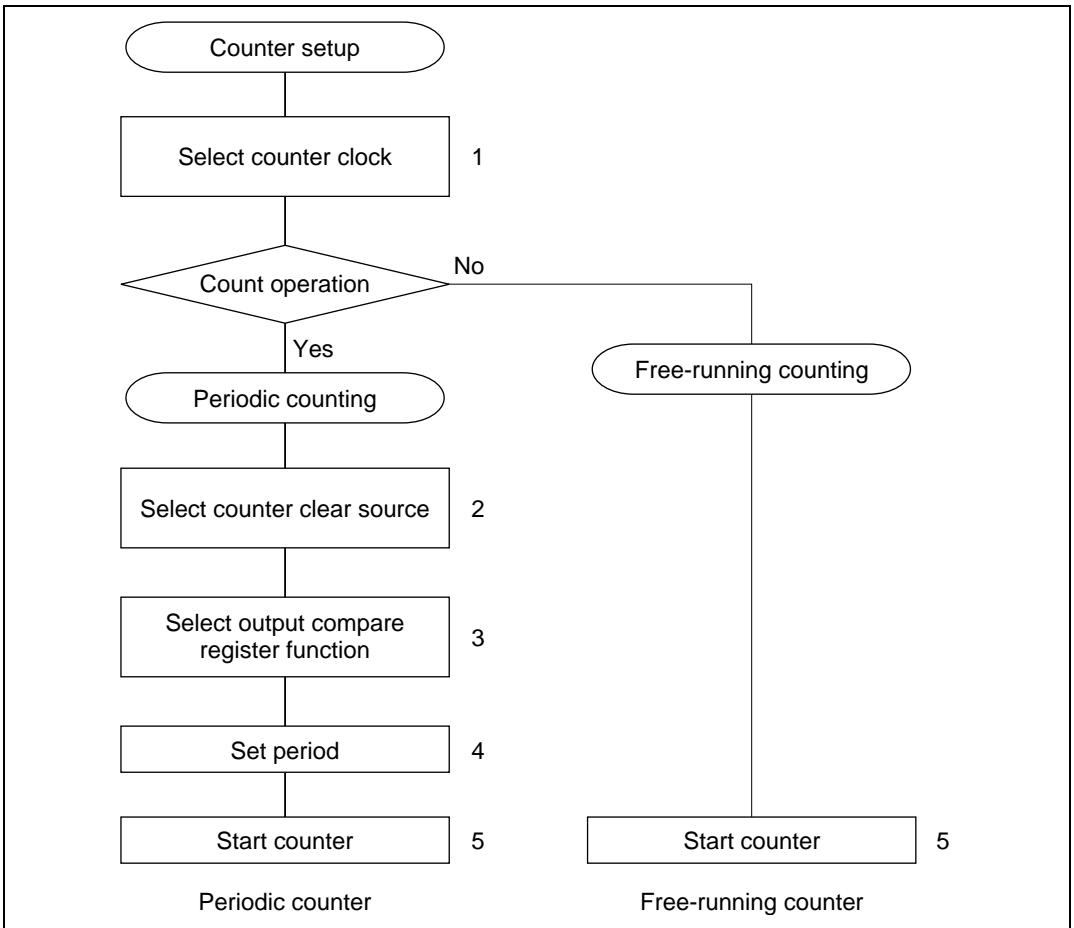 Counter setup
Select counter clock 1
Count operation
No
Yes
Free-running counting
Periodic counting
Select counter clear source 2
Select output compare
register function 3
Set period 4
Start counter 5
Start counter 5
Periodic counter
Free-running counter